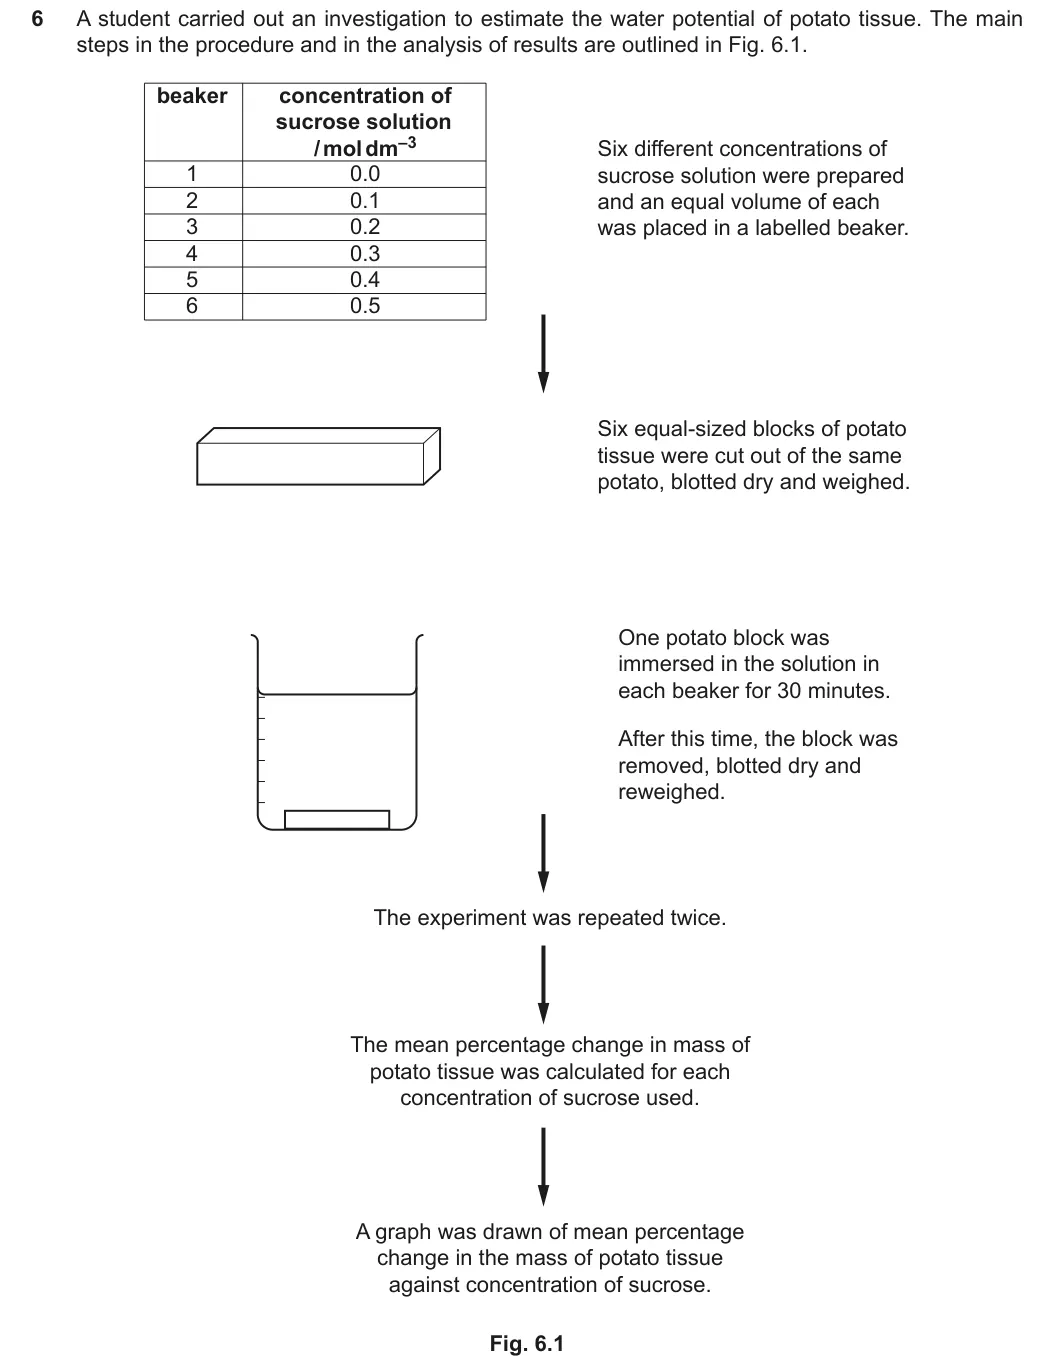 6 A student carried out an investigation to estimate the water potential of potato tissue. The main
steps in the procedure and in the analysis of results are outlined in Fig. 6.1.
beaker concentration of
sucrose solution
/ mol dm⁻³
1 0.0
2 0.1
3 0.2
4 0.3
5 0.4
6 0.5
Six different concentrations of
sucrose solution were prepared
and an equal volume of each
was placed in a labelled beaker.
Six equal-sized blocks of potato
tissue were cut out of the same
potato, blotted dry and weighed.
One potato block was
immersed in the solution in
each beaker for 30 minutes.
After this time, the block was
removed, blotted dry and
reweighed.
The experiment was repeated twice.
The mean percentage change in mass of
potato tissue was calculated for each
concentration of sucrose used.
A graph was drawn of mean percentage
change in the mass of potato tissue
against concentration of sucrose.
Fig. 6.1